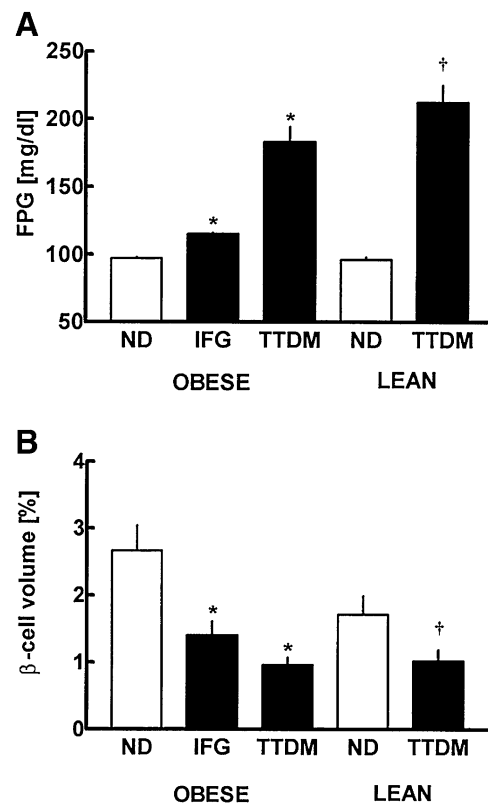 A
FPG [mg/dl]
250
200
150
100
50
*
*
†
ND IFG TTDM ND TTDM
OBESE LEAN
B
β-cell volume [%]
4
3
2
1
0
*
*
†
ND IFG TTDM ND TTDM
OBESE LEAN